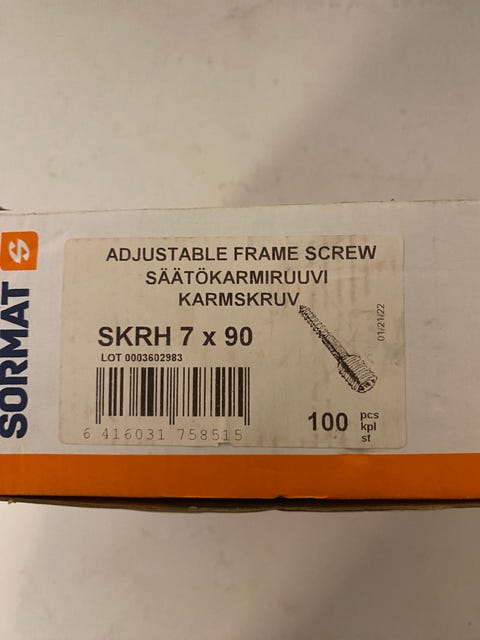 SORMAT
ADJUSTABLE FRAME SCREW
SÄÄTÖKARMIRUUVI
KARMSKRUV
SKRH 7 x 90
LOT 0003602983
6 416031 758515
100 pcs
kpl
st
01/21/22